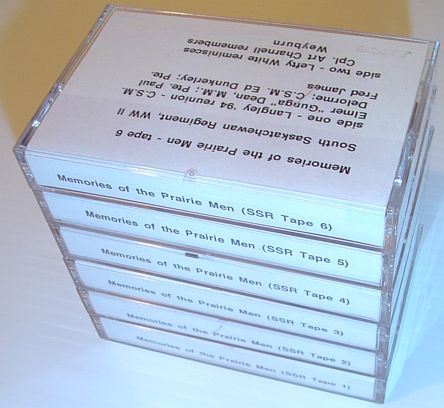 Memories of the Prairie Men - tape 6
South Saskatchewan Regiment, WW II
side one - Langley '94 reunion - C.S.M.
Elmer "Gunga" Dean, M.M.; Pte. Paul
Delorme; C.S.M. Ed Dunkerley; Pte.
Fred James
side two - Lefty White reminisces
Cpl. Art Charnell remembers
Weyburn
Memories of the Prairie Men (SSR Tape 6)
Memories of the Prairie Men (SSR Tape 5)
Memories of the Prairie Men (SSR Tape 4)
Memories of the Prairie Men (SSR Tape 3)
Memories of the Prairie Men (SSR Tape 2)
Memories of the Prairie Men (SSR Tape 1)